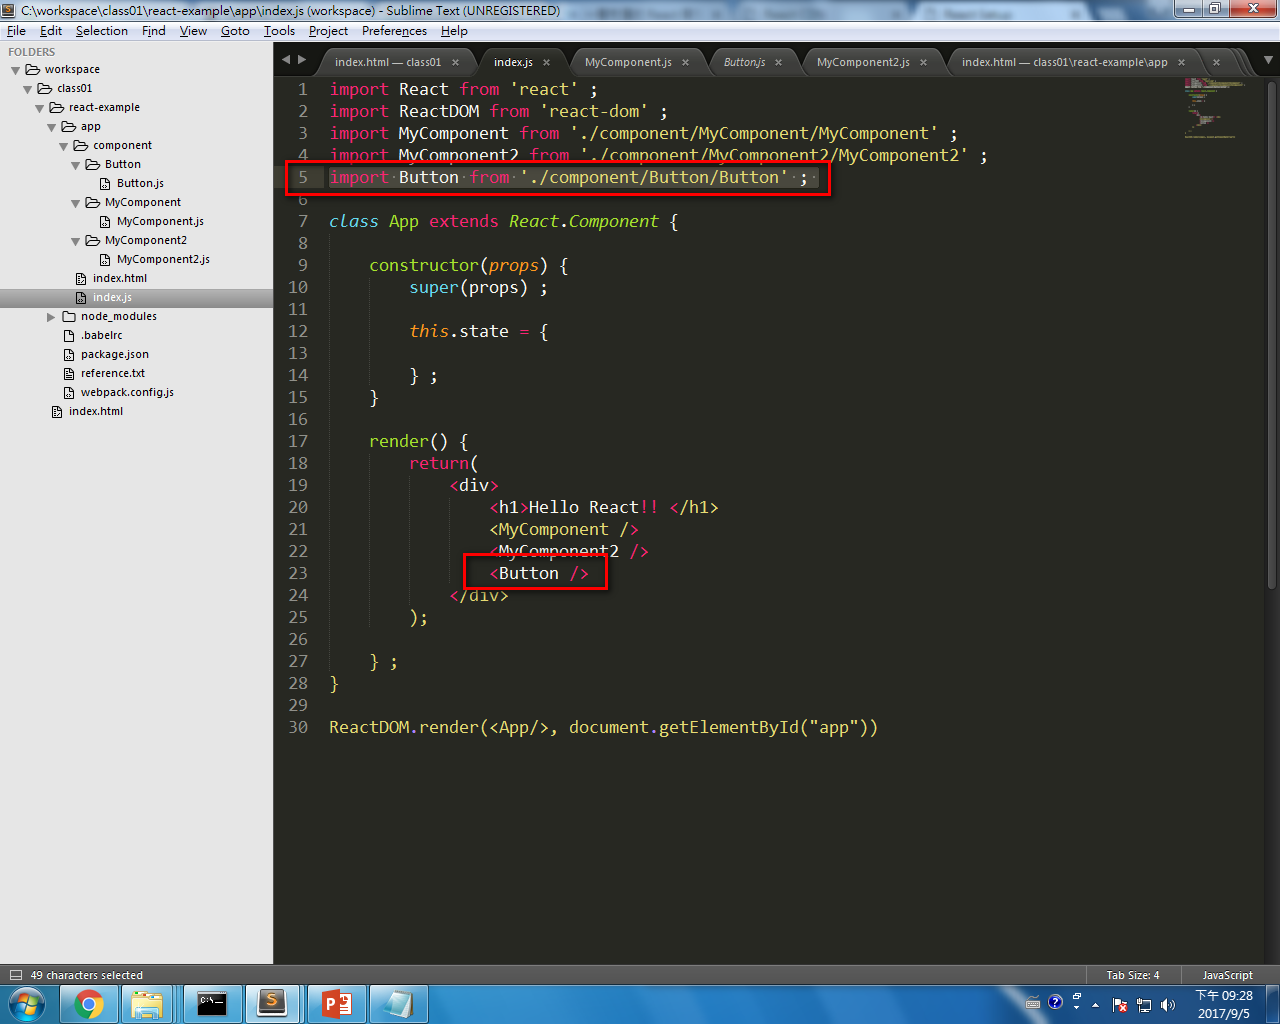 C:\workspace\class01\react-example\app\index.js (workspace) - Sublime Text (UNREGISTERED)
File Edit Selection Find View Goto Tools Project Preferences Help
FOLDERS
workspace
class01
react-example
app
component
Button
Button.js
MyComponent
MyComponent.js
MyComponent2
MyComponent2.js
index.html
index.js
node_modules
.babelrc
package.json
reference.txt
webpack.config.js
index.html
index.html — class01 × index.js × MyComponent.js × Button.js × MyComponent2.js × index.html — class01\react-example\app × ×
1 import React from 'react' ;
2 import ReactDOM from 'react-dom' ;
3 import MyComponent from './component/MyComponent/MyComponent' ;
4 import MyComponent2 from './component/MyComponent2/MyComponent2' ;
5 import Button from './component/Button/Button' ;
6
7 class App extends React.Component {
8
9 constructor(props) {
10 super(props) ;
11
12 this.state = {
13
14 } ;
15 }
16
17 render() {
18 return(
19 <div>
20 <h1>Hello React!! </h1>
21 <MyComponent />
22 <MyComponent2 />
23 <Button />
24 </div>
25 );
26
27 } ;
28 }
29
30 ReactDOM.render(<App/>, document.getElementById("app"))
49 characters selected
Tab Size: 4
JavaScript
下午 09:28
2017/9/5